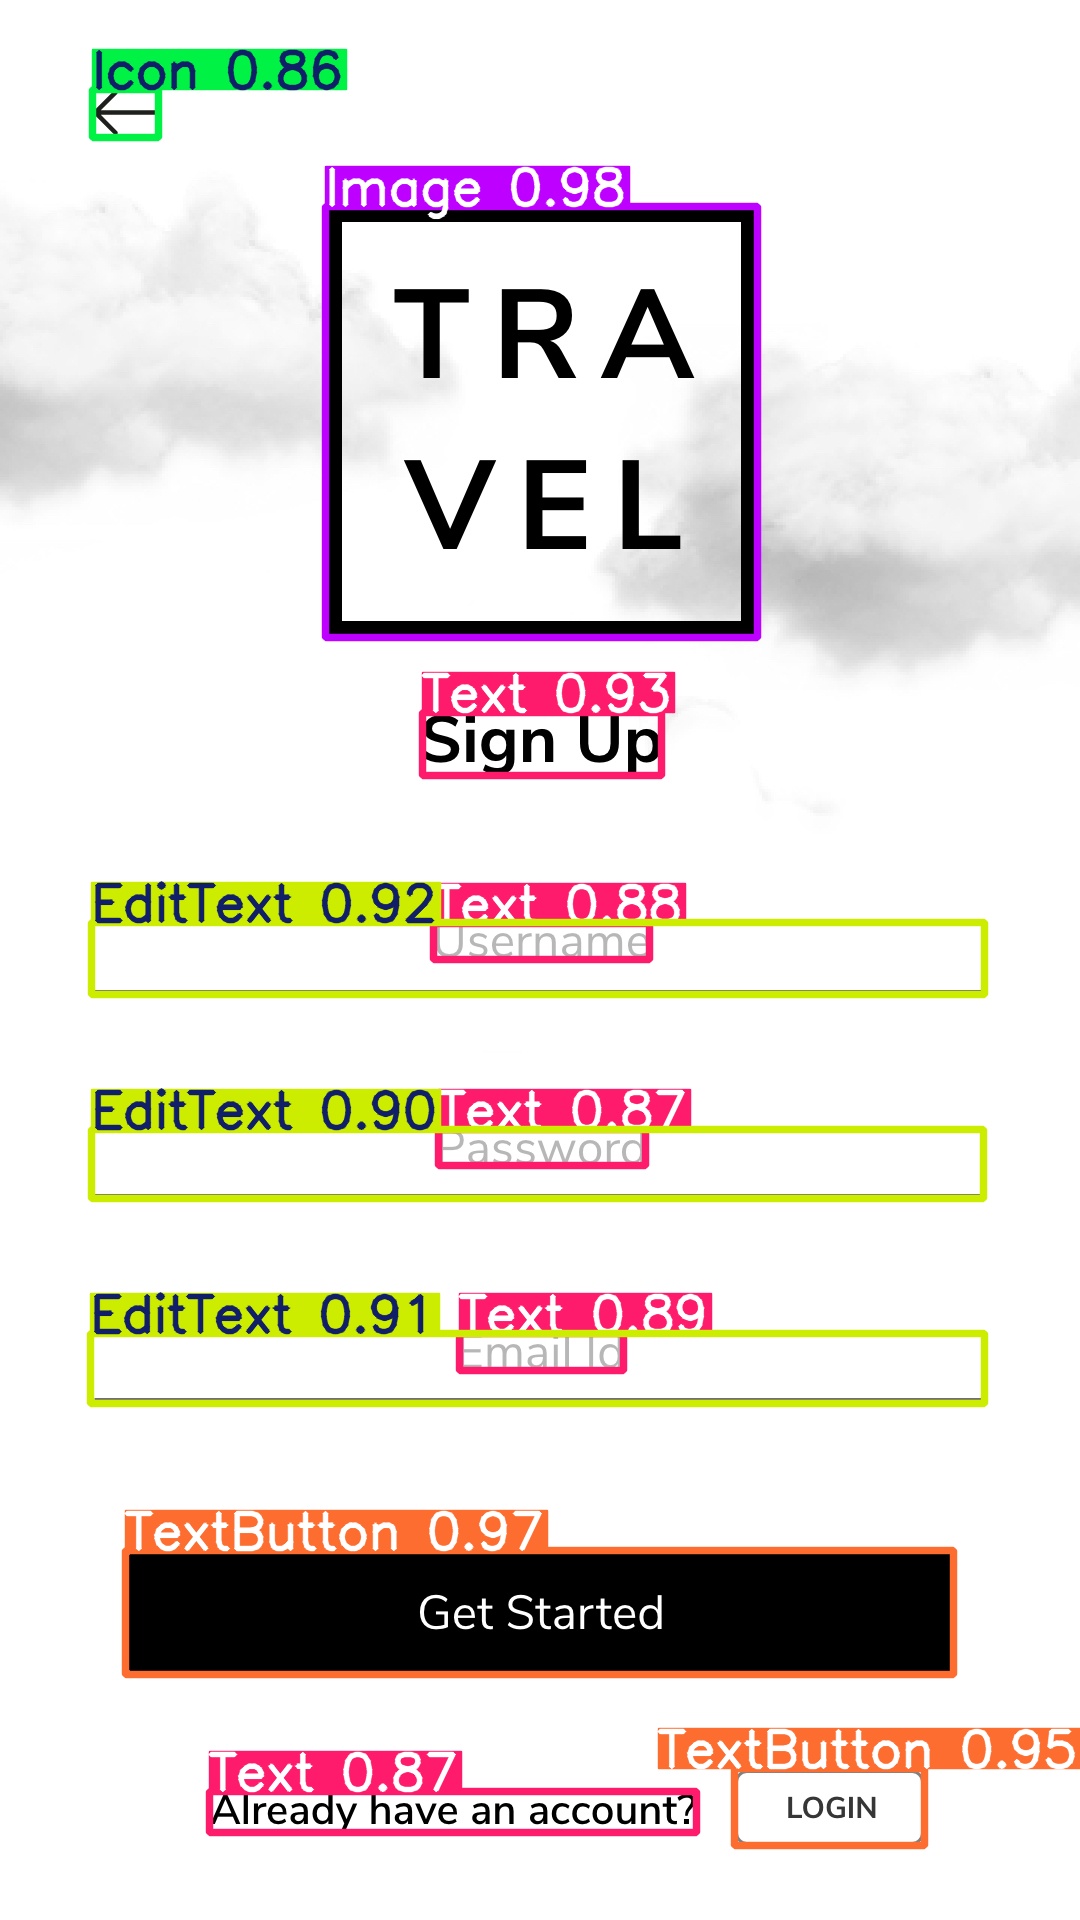 Icon 0.86
Image 0.98
TRA
VEL
Text 0.93
Sign Up
EditText 0.92 Text 0.88
Username
EditText 0.90 Text 0.87
Password
EditText 0.91 Text 0.89
Email Id
TextButton 0.97
Get Started
TextButton 0.95
Text 0.87
Already have an account? LOGIN